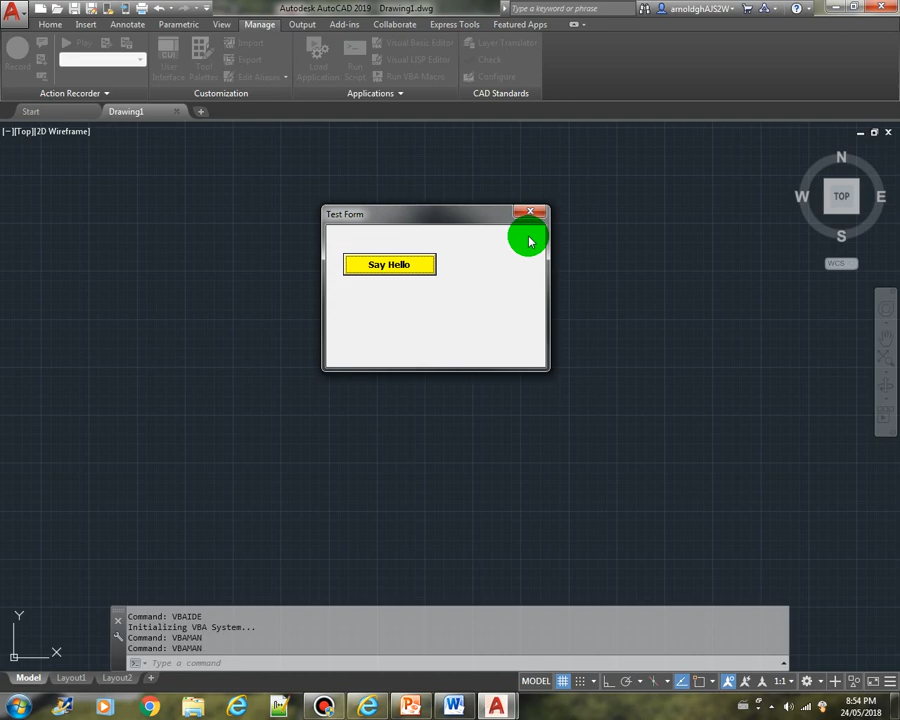 Autodesk AutoCAD 2019 Drawing1.dwg
Type a keyword or phrase
arnoldghAJS2W
Home Insert Annotate Parametric View Manage Output Add-ins Collaborate Express Tools Featured Apps
Record
Play
Action Recorder
CUI
User
Interface
Tool
Palettes
Import
Export
Edit Aliases
Customization
Load
Application
Run
Script
Visual Basic Editor
Visual LISP Editor
Run VBA Macro
Applications
Layer Translator
Check
Configure
CAD Standards
Start
Drawing1
[−][Top][2D Wireframe]
N
W TOP E
S
WCS
Test Form
Say Hello
Y
X
Command: VBAIDE
Initializing VBA System...
Command: VBAMAN
Command: VBAMAN
Type a command
Model Layout1 Layout2
MODEL
1:1
8:54 PM
24/05/2018